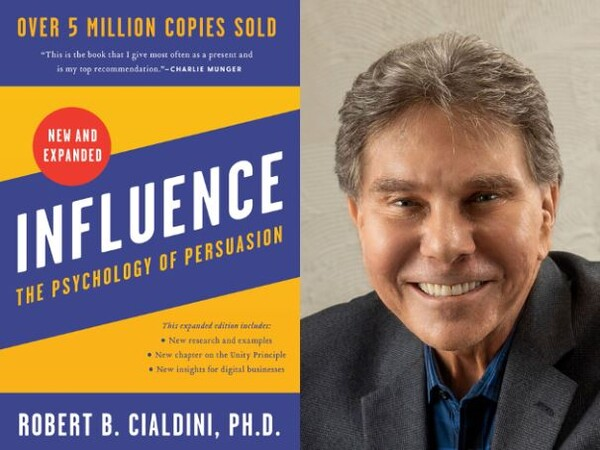 OVER 5 MILLION COPIES SOLD
“This is the book that I give most often as a present and
is my top recommendation.”—CHARLIE MUNGER
NEW AND
EXPANDED
INFLUENCE
THE PSYCHOLOGY OF PERSUASION
This expanded edition includes:
• New research and examples
• New chapter on the Unity Principle
• New insights for digital businesses
ROBERT B. CIALDINI, PH.D.